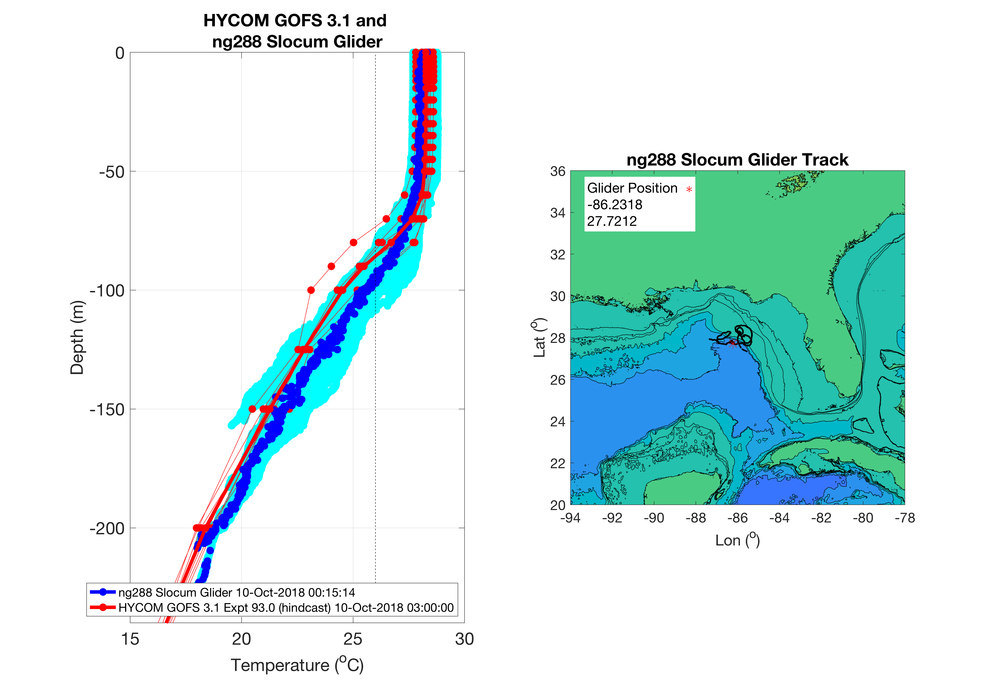 HYCOM GOFS 3.1 and
ng288 Slocum Glider
0
-50
-100
-150
-200
Depth (m)
ng288 Slocum Glider 10-Oct-2018 00:15:14
HYCOM GOFS 3.1 Expt 93.0 (hindcast) 10-Oct-2018 03:00:00
15 20 25 30
Temperature (°C)
ng288 Slocum Glider Track
36
34
32
30
28
26
24
22
20
Lat (°)
Glider Position *
-86.2318
27.7212
-94 -92 -90 -88 -86 -84 -82 -80 -78
Lon (°)